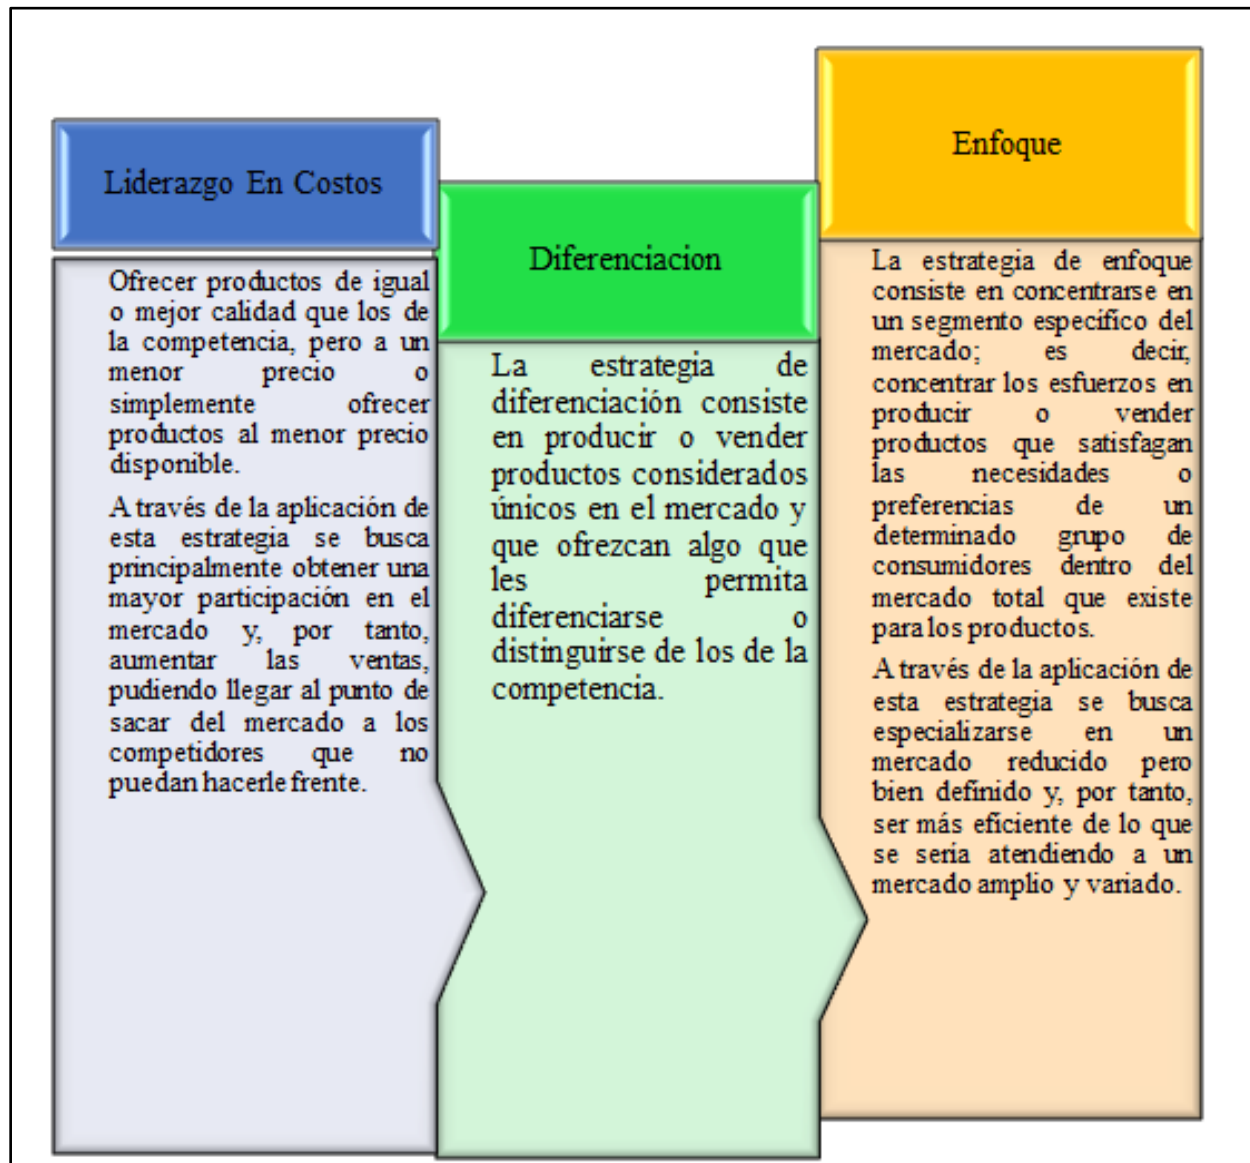 Liderazgo En Costos
Ofrecer productos de igual
o mejor calidad que los de
la competencia, pero a un
menor precio o
simplemente ofrecer
productos al menor precio
disponible.
A través de la aplicación de
esta estrategia se busca
principalmente obtener una
mayor participación en el
mercado y, por tanto,
aumentar las ventas,
pudiendo llegar al punto de
sacar del mercado a los
competidores que no
puedan hacerle frente.
Diferenciacion
La estrategia de
diferenciación consiste
en producir o vender
productos considerados
únicos en el mercado y
que ofrezcan algo que
les permita
diferenciarse o
distinguirse de los de la
competencia.
Enfoque
La estrategia de enfoque
consiste en concentrarse en
un segmento específico del
mercado; es decir,
concentrar los esfuerzos en
producir o vender
productos que satisfagan
las necesidades o
preferencias de un
determinado grupo de
consumidores dentro del
mercado total que existe
para los productos.
A través de la aplicación de
esta estrategia se busca
especializarse en un
mercado reducido pero
bien definido y, por tanto,
ser más eficiente de lo que
se sería atendiendo a un
mercado amplio y variado.